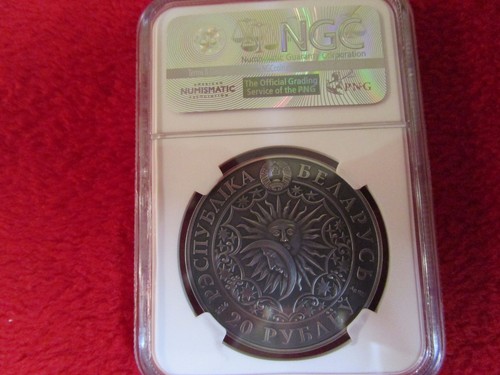 NGC
Numismatic Guaranty Corporation
AMERICAN
NUMISMATIC
ASSOCIATION
The Official Grading
Service of the PNG
PNG
РЭСПУБЛІКА БЕЛАРУСЬ
20 РУБЛЁЎ